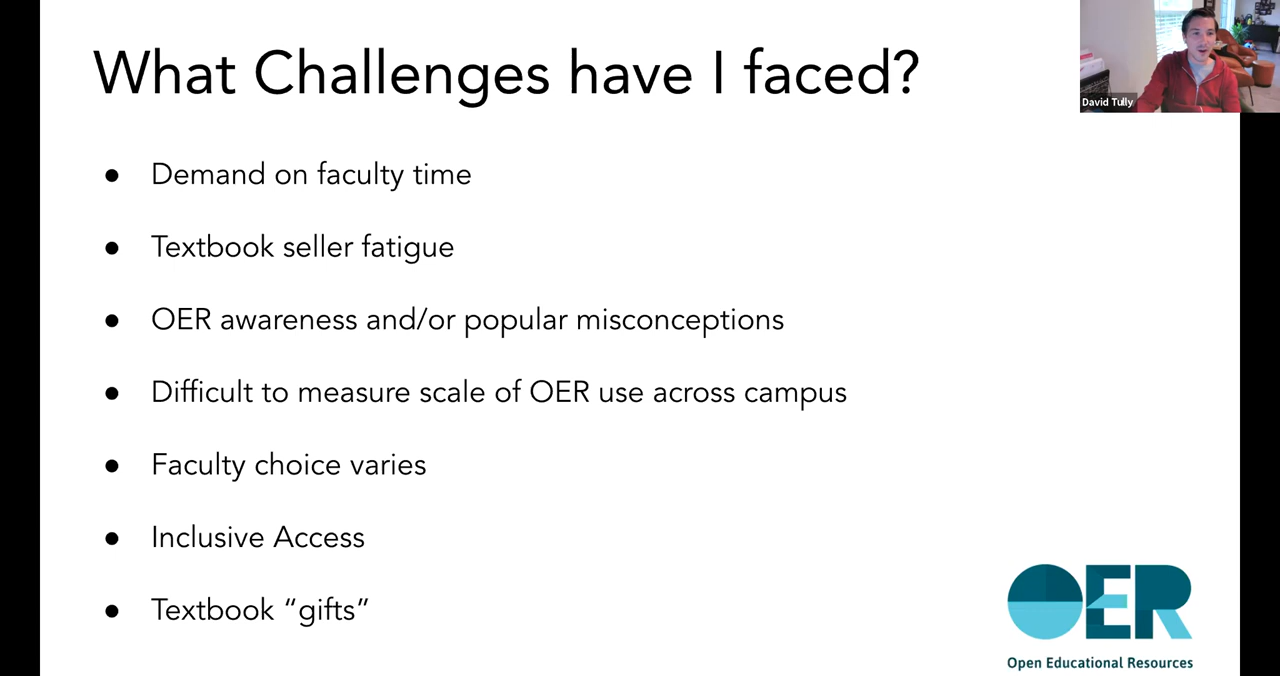 What Challenges have I faced?
David Tully
● Demand on faculty time
● Textbook seller fatigue
● OER awareness and/or popular misconceptions
● Difficult to measure scale of OER use across campus
● Faculty choice varies
● Inclusive Access
● Textbook “gifts”
OER
Open Educational Resources